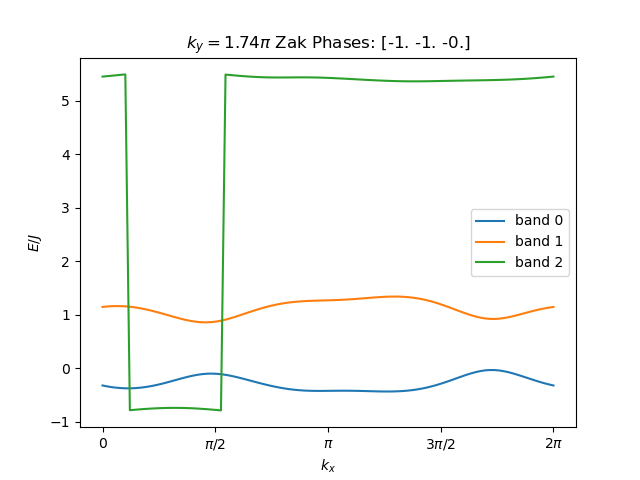 k_y = 1.74π Zak Phases: [-1. -1. -0.]
E/J
5
4
3
2
1
0
−1
band 0
band 1
band 2
0
π/2
π
3π/2
2π
k_x